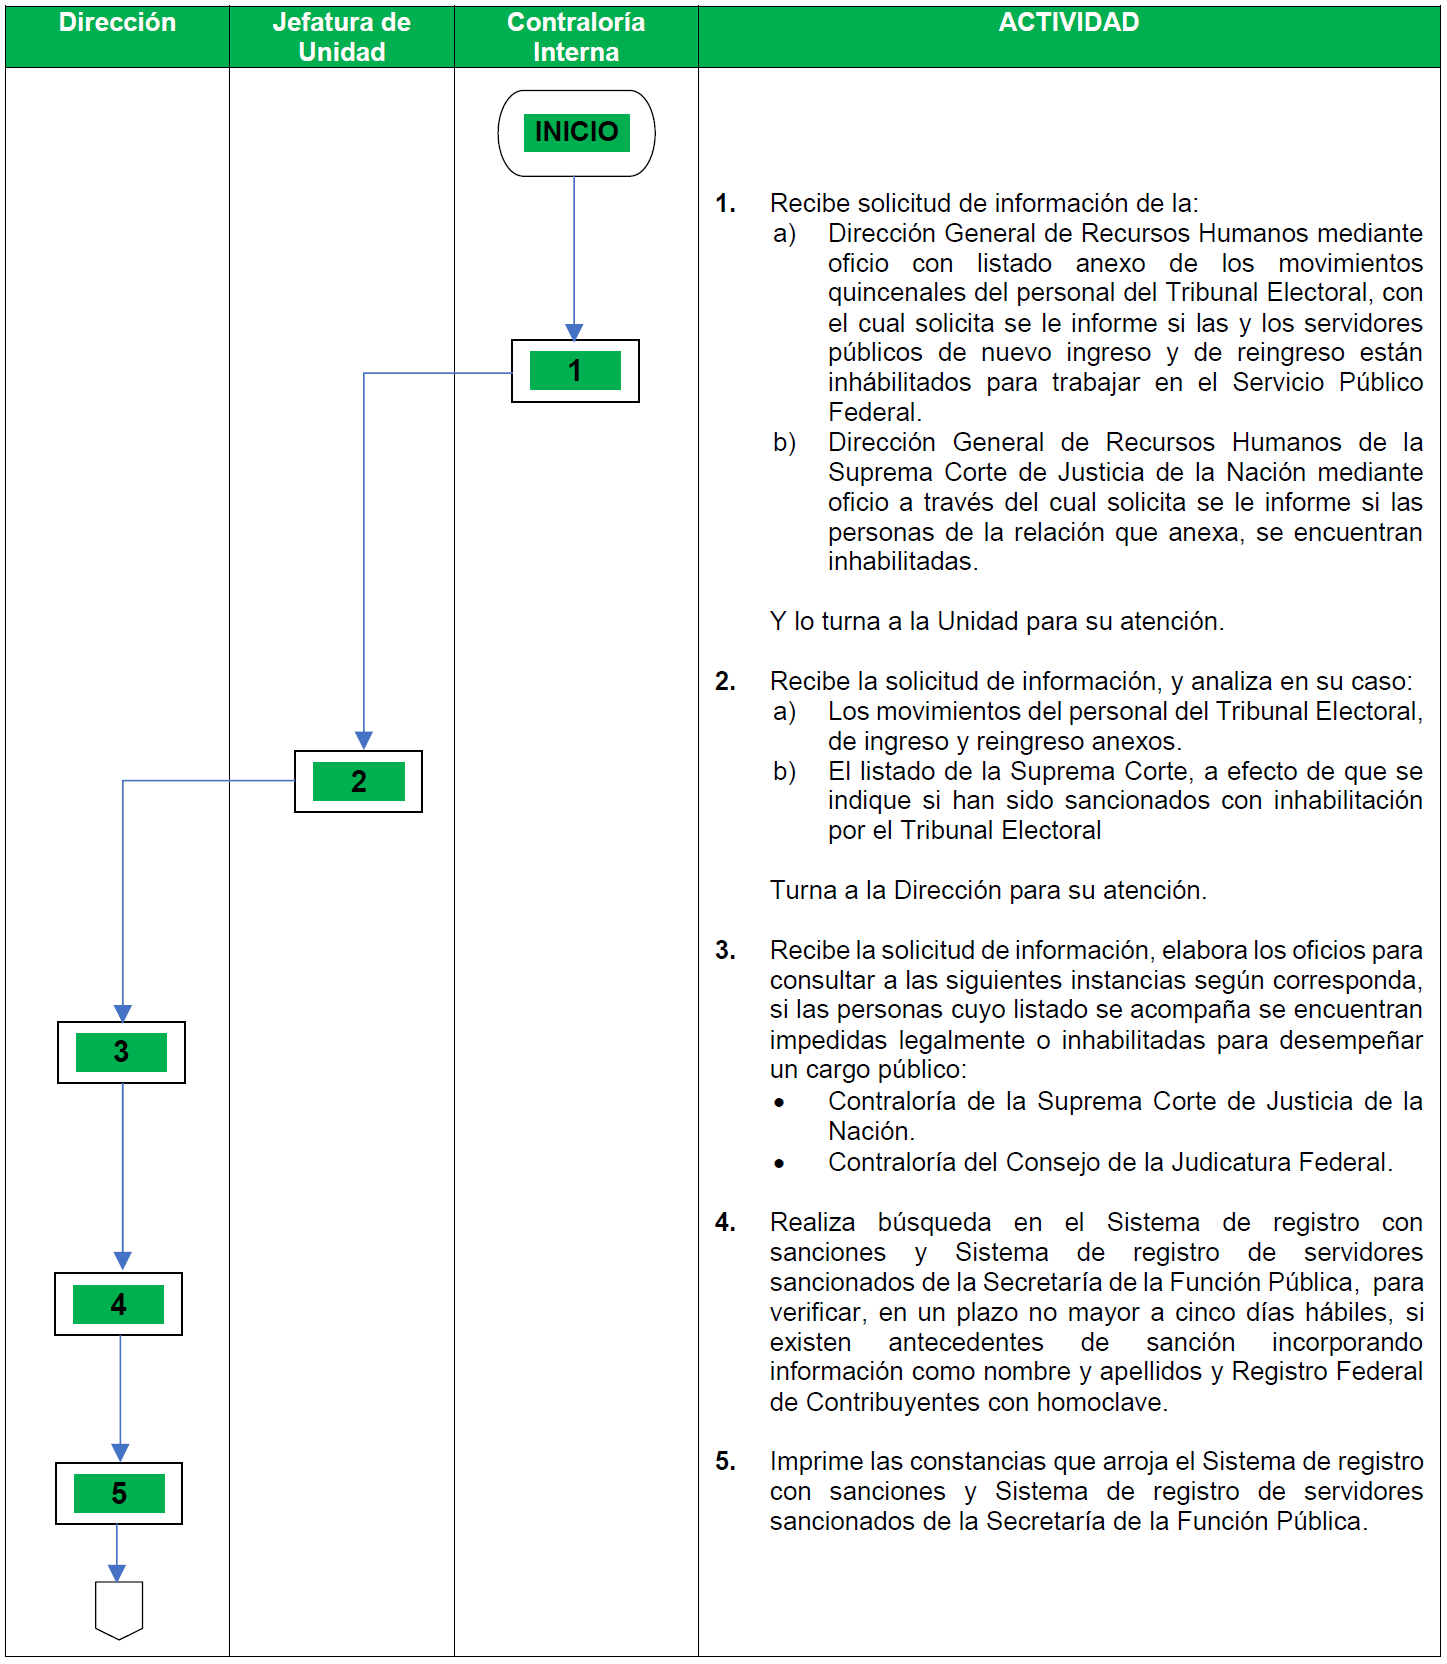 Dirección
Jefatura de
Unidad
Contraloría
Interna
ACTIVIDAD
INICIO
1
2
3
4
5
1. Recibe solicitud de información de la:
a) Dirección General de Recursos Humanos mediante
oficio con listado anexo de los movimientos
quincenales del personal del Tribunal Electoral, con
el cual solicita se le informe si las y los servidores
públicos de nuevo ingreso y de reingreso están
inhábilitados para trabajar en el Servicio Público
Federal.
b) Dirección General de Recursos Humanos de la
Suprema Corte de Justicia de la Nación mediante
oficio a través del cual solicita se le informe si las
personas de la relación que anexa, se encuentran
inhabilitadas.
Y lo turna a la Unidad para su atención.
2. Recibe la solicitud de información, y analiza en su caso:
a) Los movimientos del personal del Tribunal Electoral,
de ingreso y reingreso anexos.
b) El listado de la Suprema Corte, a efecto de que se
indique si han sido sancionados con inhabilitación
por el Tribunal Electoral
Turna a la Dirección para su atención.
3. Recibe la solicitud de información, elabora los oficios para
consultar a las siguientes instancias según corresponda,
si las personas cuyo listado se acompaña se encuentran
impedidas legalmente o inhabilitadas para desempeñar
un cargo público:
• Contraloría de la Suprema Corte de Justicia de la
Nación.
• Contraloría del Consejo de la Judicatura Federal.
4. Realiza búsqueda en el Sistema de registro con
sanciones y Sistema de registro de servidores
sancionados de la Secretaría de la Función Pública, para
verificar, en un plazo no mayor a cinco días hábiles, si
existen antecedentes de sanción incorporando
información como nombre y apellidos y Registro Federal
de Contribuyentes con homoclave.
5. Imprime las constancias que arroja el Sistema de registro
con sanciones y Sistema de registro de servidores
sancionados de la Secretaría de la Función Pública.